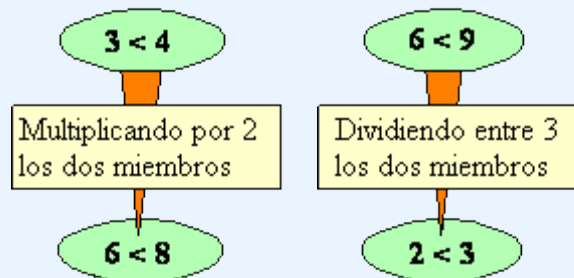 3 < 4
Multiplicando por 2
los dos miembros
6 < 8
6 < 9
Dividiendo entre 3
los dos miembros
2 < 3